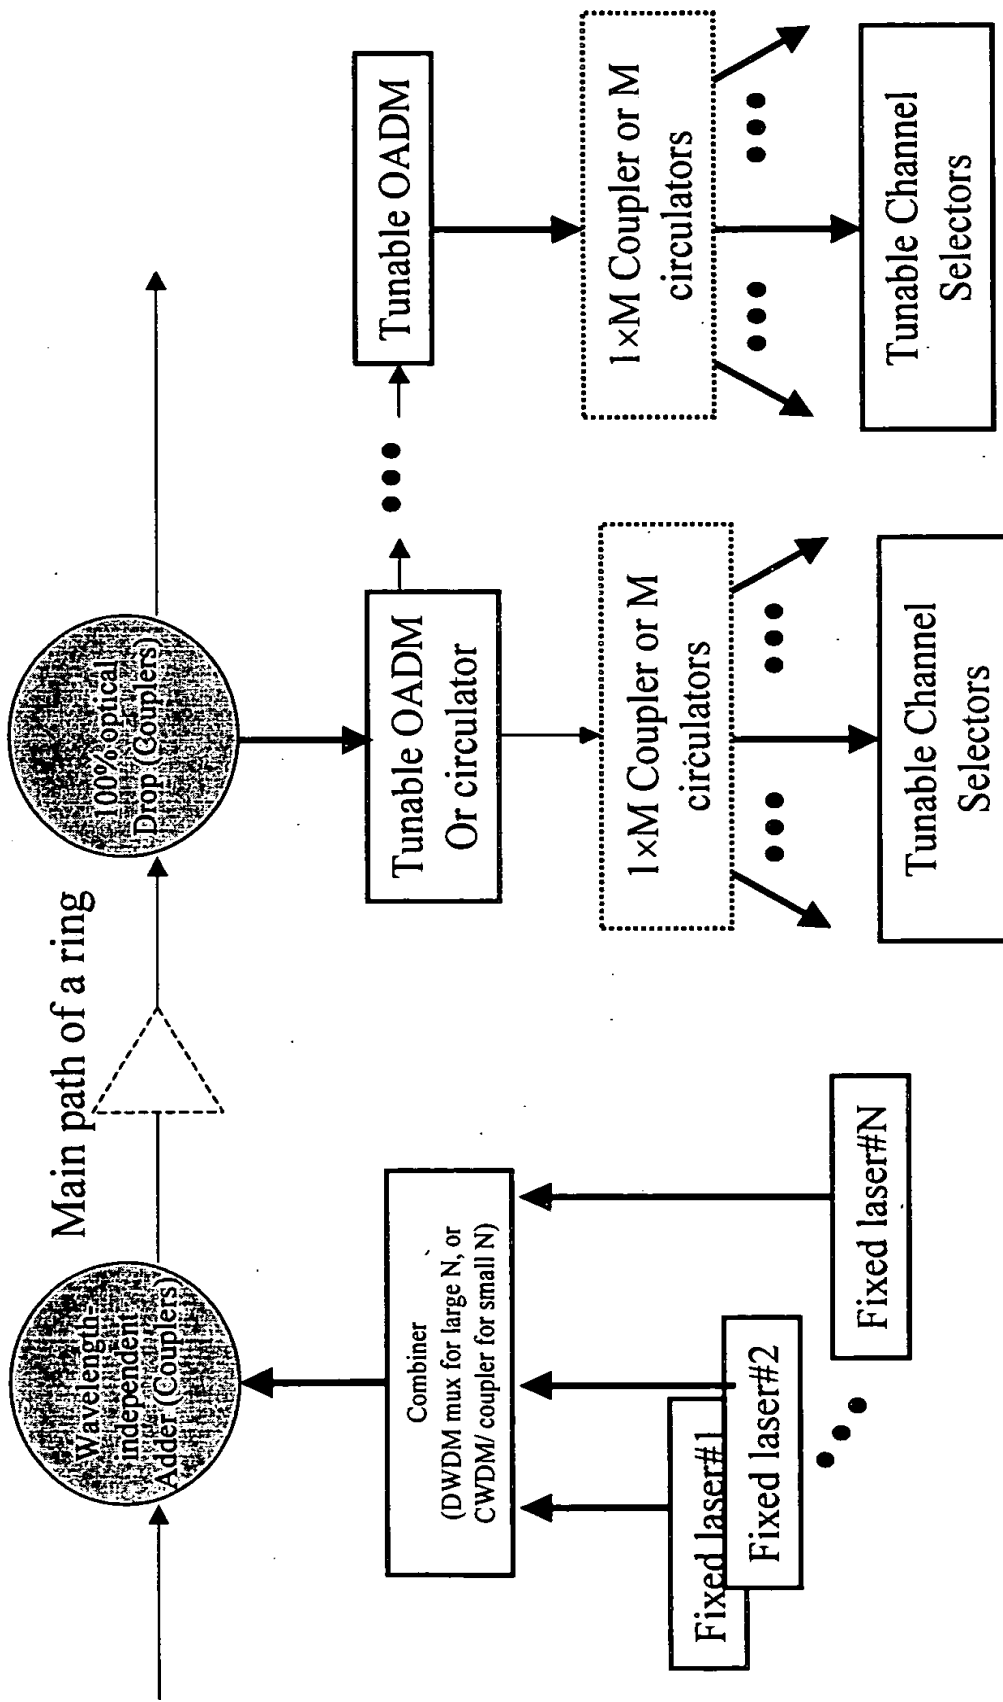 Main path of a ring
Wavelength-
independent
Adder (Couplers)
100% optical
Drop (Couplers)
Combiner
(DWDM mux for large N, or
CWDM/ coupler for small N)
Fixed laser#1
Fixed laser#2
Fixed laser#N
Tunable OADM
Or circulator
Tunable OADM
1×M Coupler or M
circulators
1×M Coupler or M
circulators
Tunable Channel
Selectors
Tunable Channel
Selectors